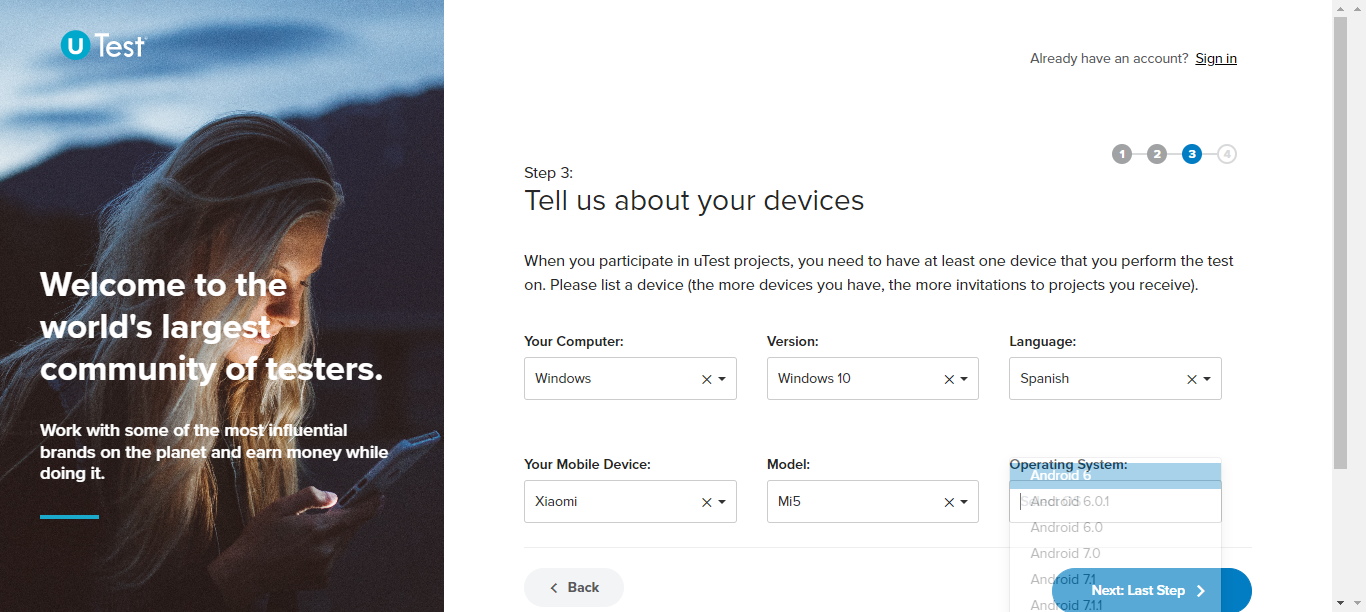 u Test
Already have an account? Sign in
1 2 3 4
Step 3:
Tell us about your devices
When you participate in uTest projects, you need to have at least one device that you perform the test
on. Please list a device (the more devices you have, the more invitations to projects you receive).
Welcome to the
world's largest
community of testers.
Work with some of the most influential
brands on the planet and earn money while
doing it.
Your Computer: Version: Language:
Windows Windows 10 Spanish
Your Mobile Device: Model: Operating System:
Xiaomi Mi5
Android 6
Android 6.0.1
Android 6.0
Android 7.0
Android 7.1
Android 7.1.1
Back Next: Last Step